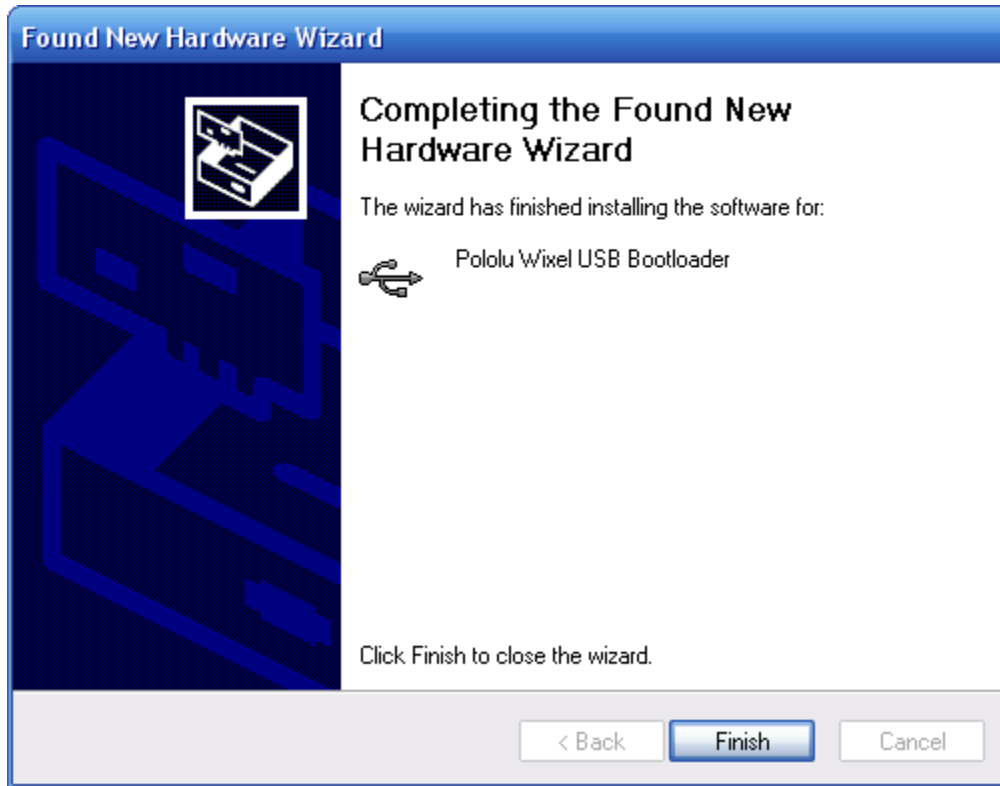 Found New Hardware Wizard
Completing the Found New
Hardware Wizard
The wizard has finished installing the software for:
Pololu Wixel USB Bootloader
Click Finish to close the wizard.
< Back
Finish
Cancel